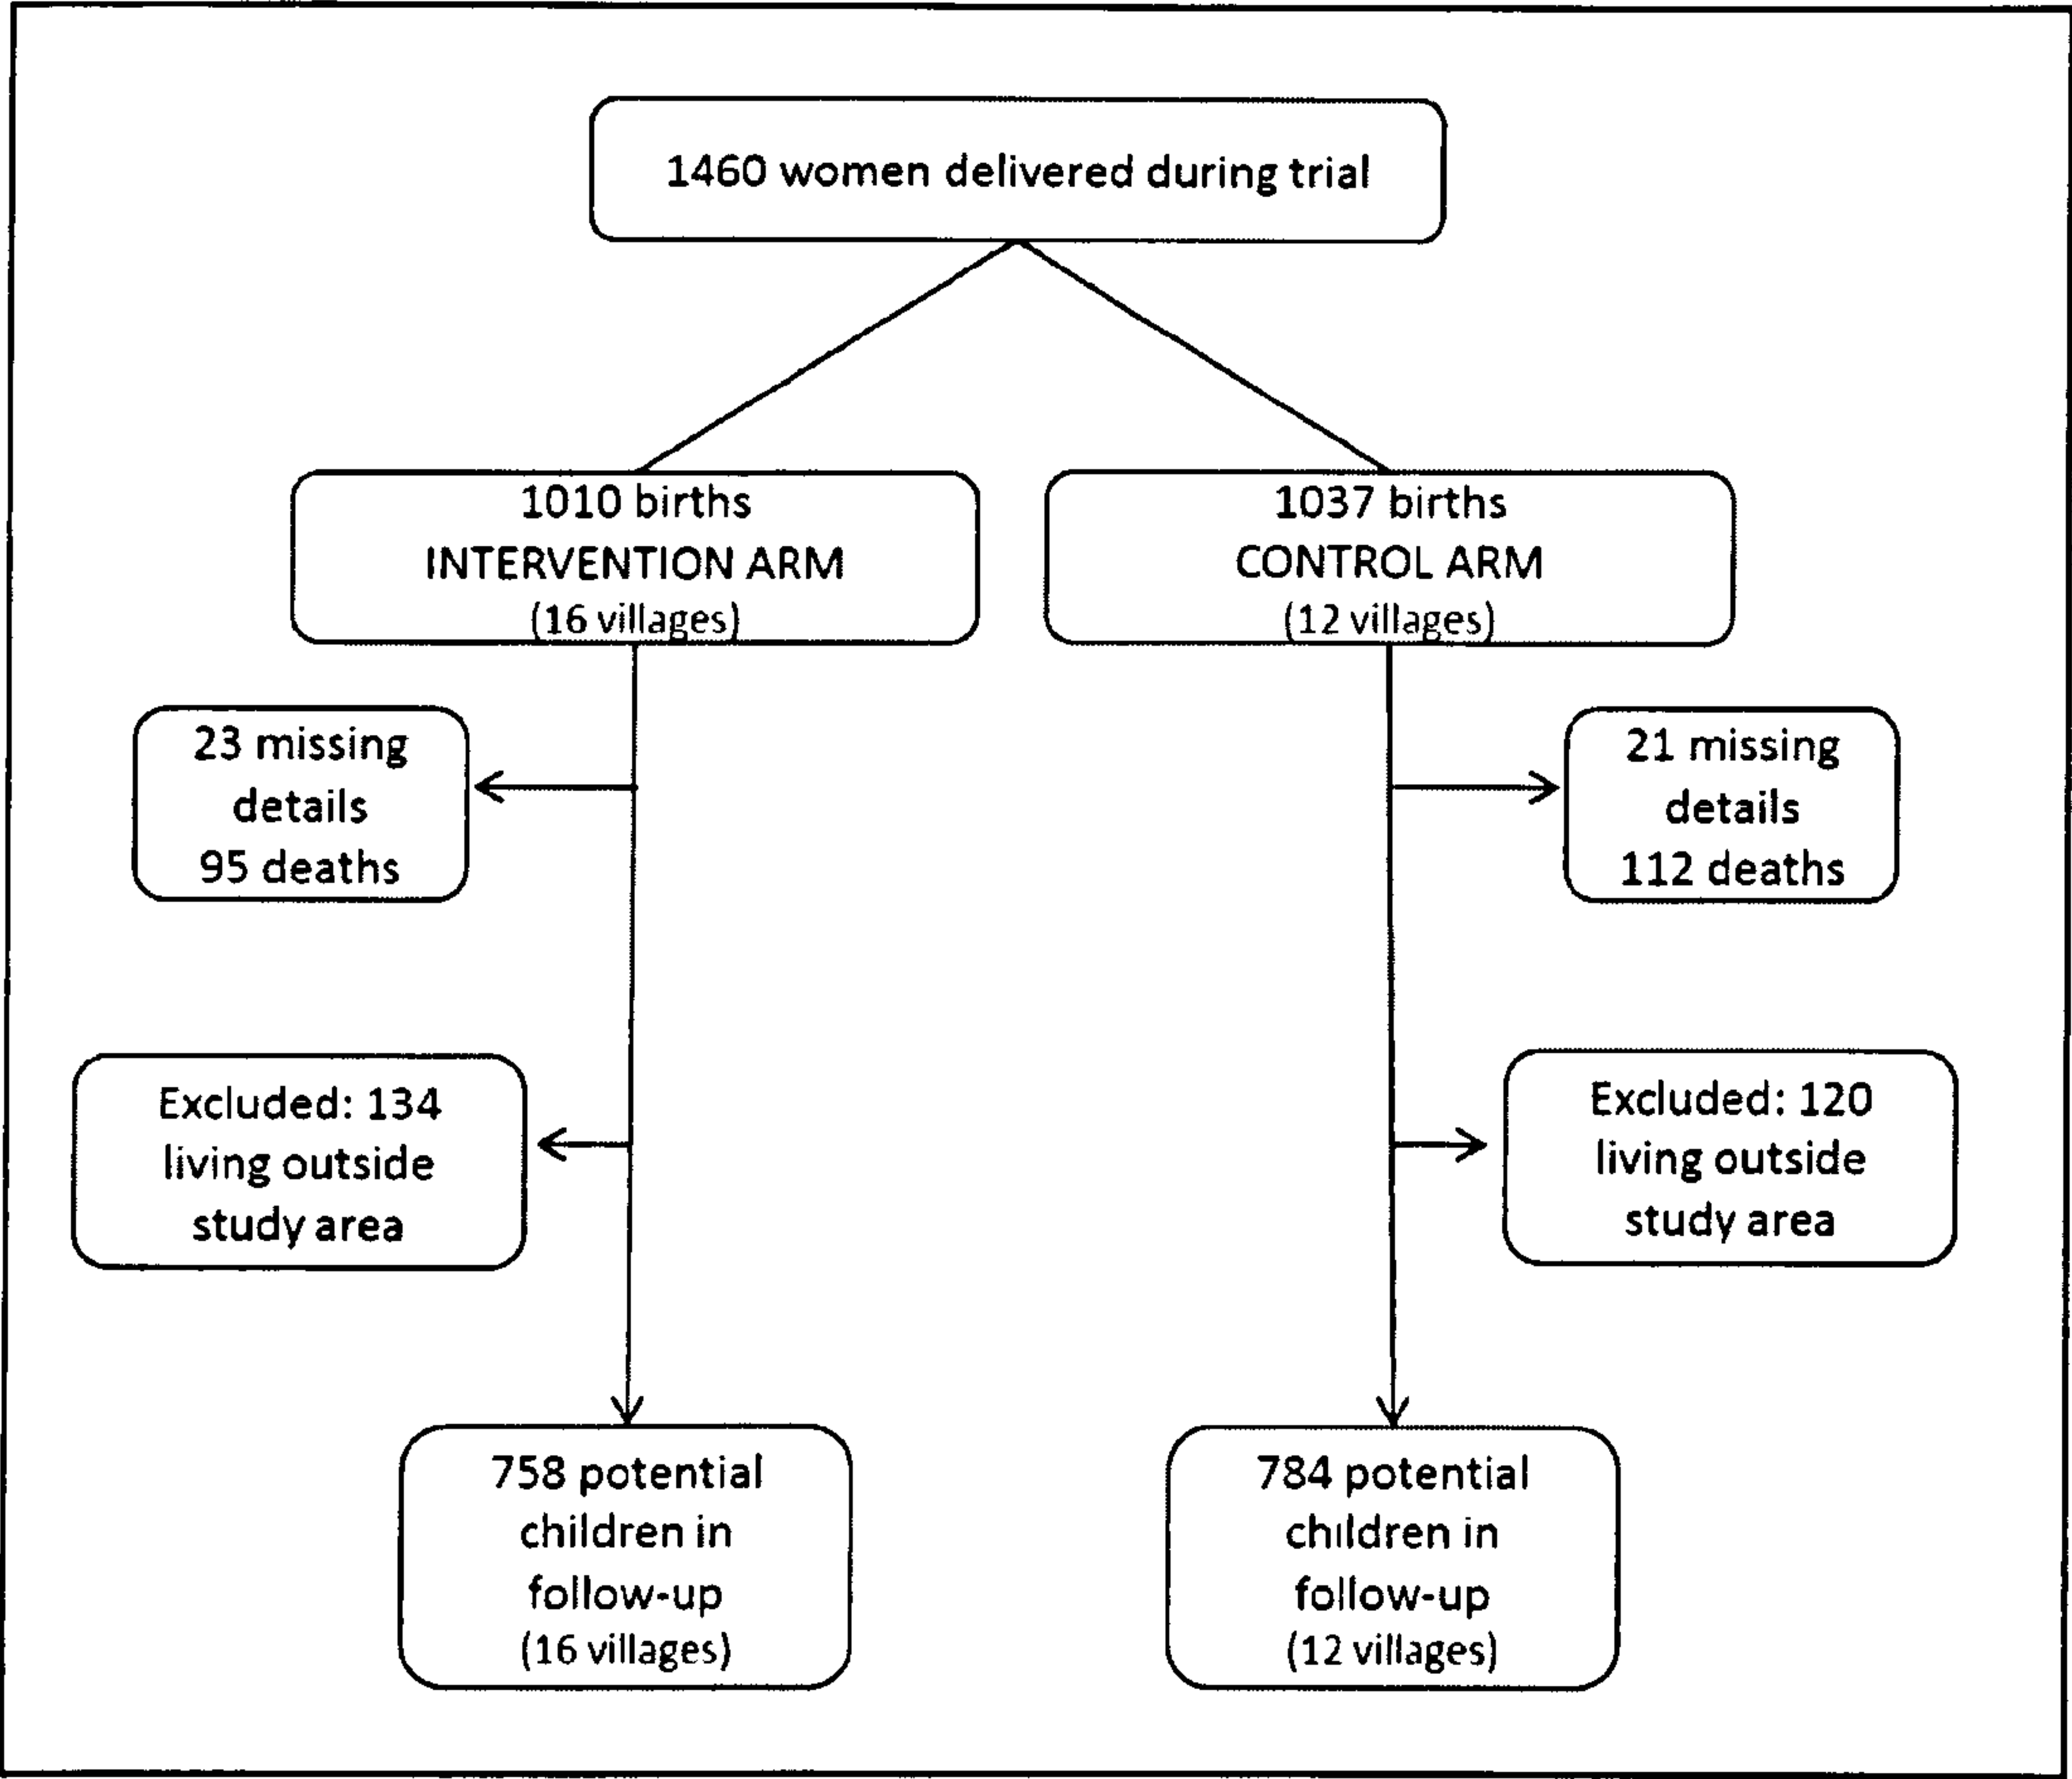 1460 women delivered during trial
1010 births
INTERVENTION ARM
(16 villages)
1037 births
CONTROL ARM
(12 villages)
23 missing
details
95 deaths
21 missing
details
112 deaths
Excluded: 134
living outside
study area
Excluded: 120
living outside
study area
758 potential
children in
follow-up
(16 villages)
784 potential
children in
follow-up
(12 villages)